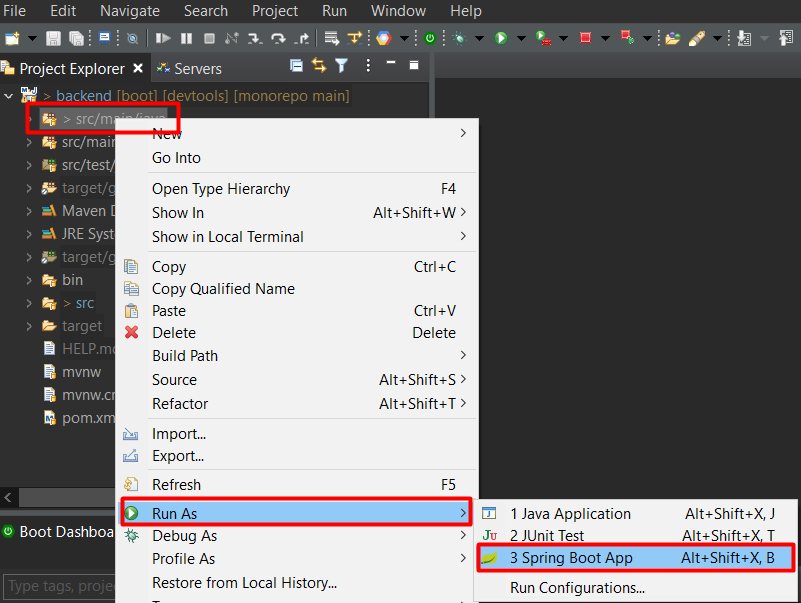 File Edit Navigate Search Project Run Window Help
Project Explorer Servers
> backend [boot] [devtools] [monorepo main]
> src/main/java
src/main
src/test/
target/g
Maven D
JRE Syst
target/g
bin
> src
target
HELP.md
mvnw
mvnw.cm
pom.xm
New
Go Into
Open Type Hierarchy F4
Show In Alt+Shift+W
Show in Local Terminal
Copy Ctrl+C
Copy Qualified Name
Paste Ctrl+V
Delete Delete
Build Path
Source Alt+Shift+S
Refactor Alt+Shift+T
Import...
Export...
Refresh F5
Run As
Debug As
Profile As
Restore from Local History...
1 Java Application Alt+Shift+X, J
2 JUnit Test Alt+Shift+X, T
3 Spring Boot App Alt+Shift+X, B
Run Configurations...
Boot Dashboa
Type tags, projec